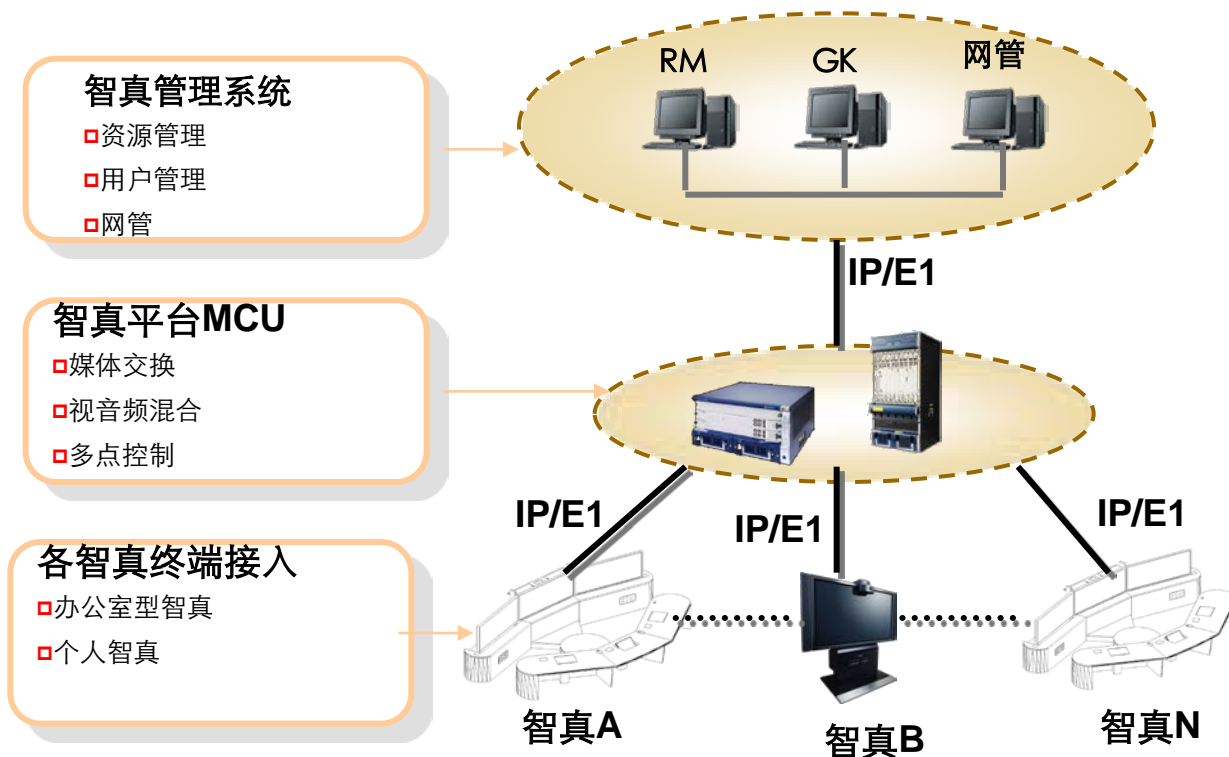 智真管理系统
资源管理
用户管理
网管
RM
GK
网管
IP/E1
智真平台MCU
媒体交换
视音频混合
多点控制
IP/E1
IP/E1
IP/E1
各智真终端接入
办公室型智真
个人智真
智真A
智真B
智真N